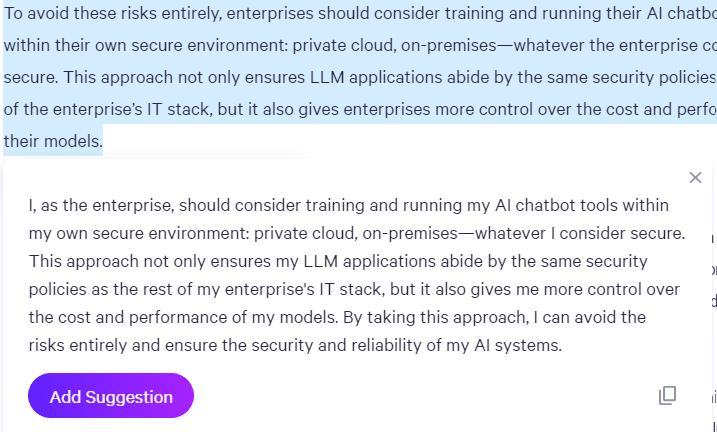 To avoid these risks entirely, enterprises should consider training and running their AI
within their own secure environment: private cloud, on-premises—whatever the enterprise
secure. This approach not only ensures LLM applications abide by the same security policies
of the enterprise's IT stack, but it also gives enterprises more control over the cost and
their models.
I, as the enterprise, should consider training and running my AI chatbot tools within
my own secure environment: private cloud, on-premises—whatever I consider secure.
This approach not only ensures my LLM applications abide by the same security
policies as the rest of my enterprise's IT stack, but it also gives me more control over
the cost and performance of my models. By taking this approach, I can avoid the
risks entirely and ensure the security and reliability of my AI systems.
Add Suggestion